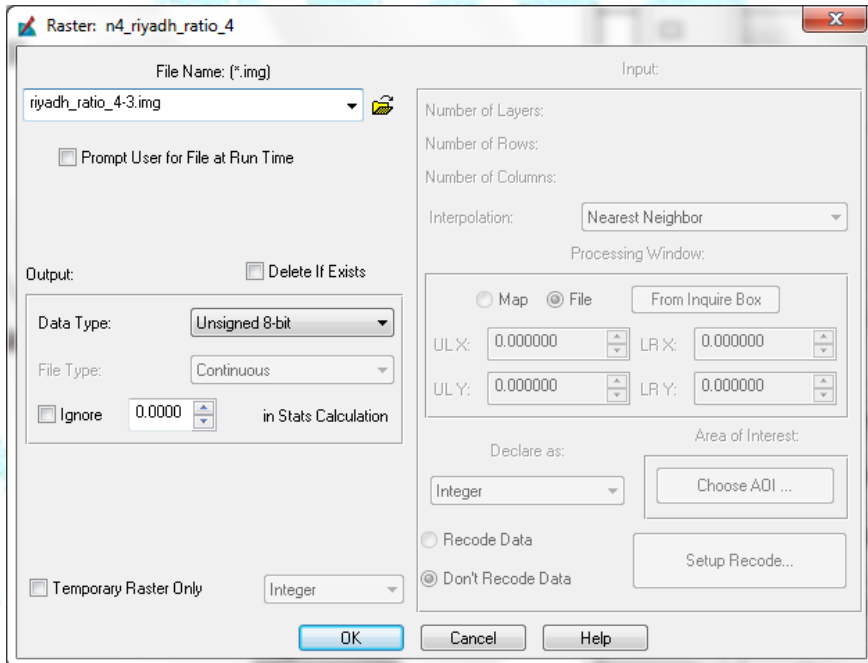 Raster: n4_riyadh_ratio_4
File Name: (*.img)
riyadh_ratio_4-3.img
Prompt User for File at Run Time
Output:
Delete If Exists
Data Type: Unsigned 8-bit
File Type: Continuous
Ignore 0.0000 in Stats Calculation
Temporary Raster Only Integer
Input:
Number of Layers:
Number of Rows:
Number of Columns:
Interpolation: Nearest Neighbor
Processing Window:
Map File From Inquire Box
UL X: 0.000000 LR X: 0.000000
UL Y: 0.000000 LR Y: 0.000000
Declare as:
Integer
Area of Interest:
Choose AOI ...
Recode Data
Don't Recode Data
Setup Recode...
OK Cancel Help